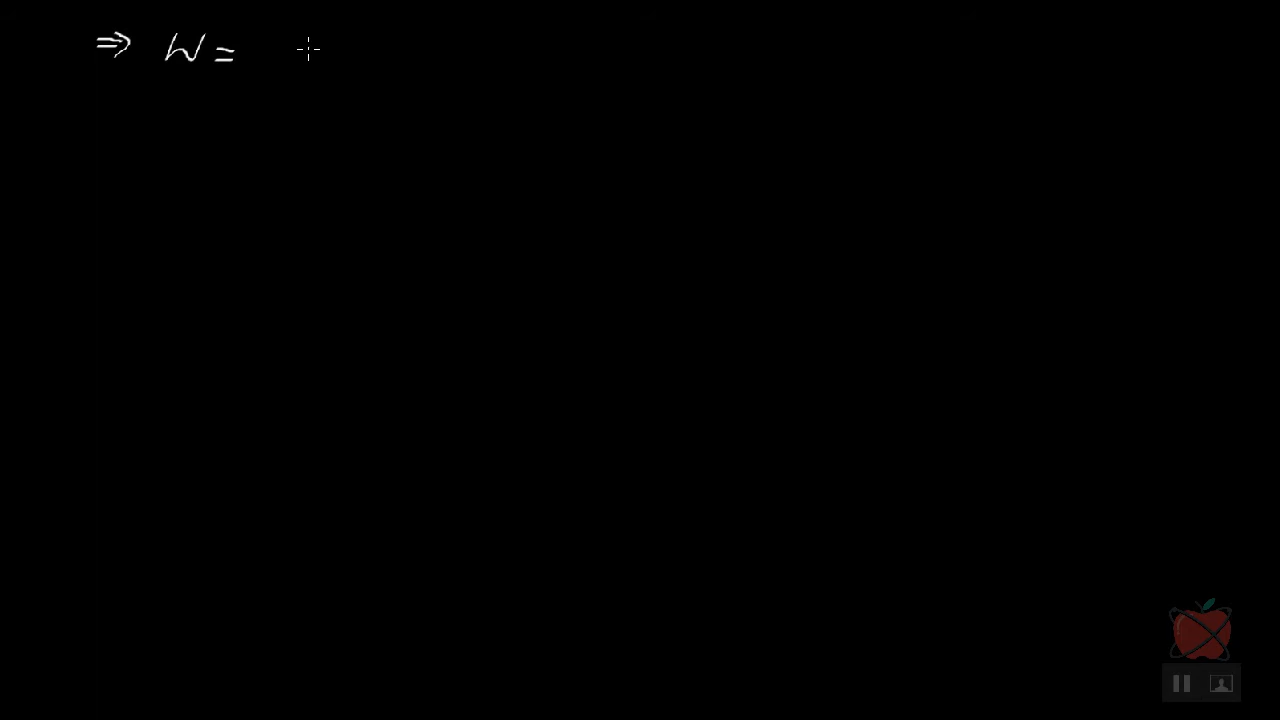 ⇒ W =